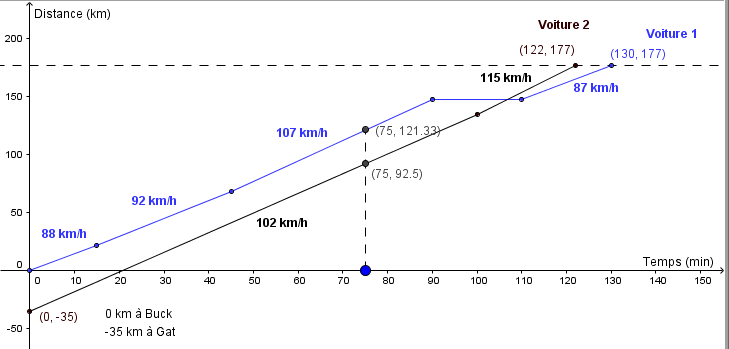 Distance (km)
Voiture 2
Voiture 1
200
(122, 177)
(130, 177)
115 km/h
87 km/h
150
107 km/h
(75, 121.33)
100
92 km/h
(75, 92.5)
50
88 km/h
102 km/h
0
Temps (min)
0 10 20 30 40 50 60 70 80 90 100 110 120 130 140 150
(0, -35)
0 km à Buck
-35 km à Gat
-50